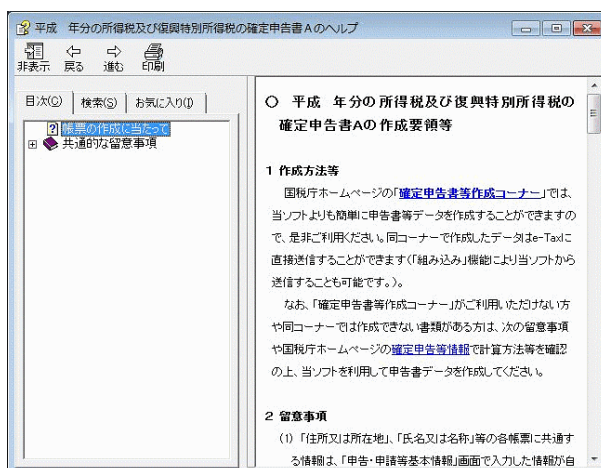 平成　年分の所得税及び復興特別所得税の確定申告書Aのヘルプ
非表示 戻る 進む 印刷
目次(C) 検索(S) お気に入り(I)
帳票の作成に当たって
共通的な留意事項
○ 平成　年分の所得税及び復興特別所得税の
確定申告書Aの作成要領等
1 作成方法等
国税庁ホームページの「確定申告書等作成コーナー」では、
当ソフトよりも簡単に申告書等データを作成することができますの
で、是非ご利用ください。同コーナーで作成したデータはe-Taxに
直接送信することができます(「組み込み」機能により当ソフトから
送信することも可能です。)。
なお、「確定申告書等作成コーナー」がご利用いただけない方
や同コーナーでは作成できない書類がある方は、次の留意事項
や国税庁ホームページの確定申告等情報で計算方法等を確認
の上、当ソフトを利用して申告書データを作成してください。
2 留意事項
(1) 「住所又は所在地」、「氏名又は名称」等の各帳票に共通す
る情報は、「申告・申請等基本情報」画面で入力した情報が自